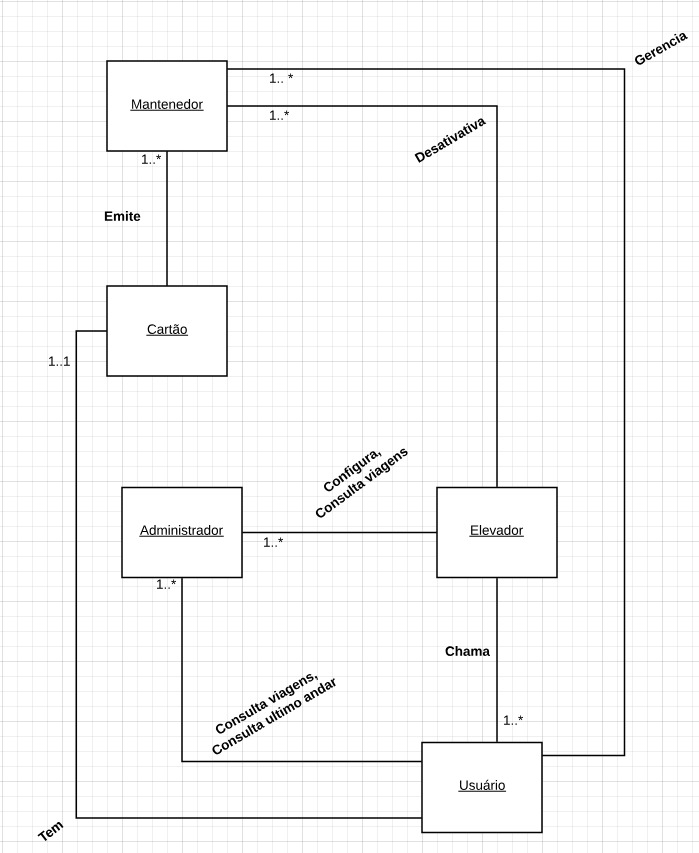 Gerencia
1.. *
Mantenedor
1..*
Desativativa
1..*
Emite
Cartão
1..1
Configura,
Consulta viagens
Administrador
Elevador
1..*
1..*
Chama
Consulta viagens,
Consulta ultimo andar
1..*
Usuário
Tem